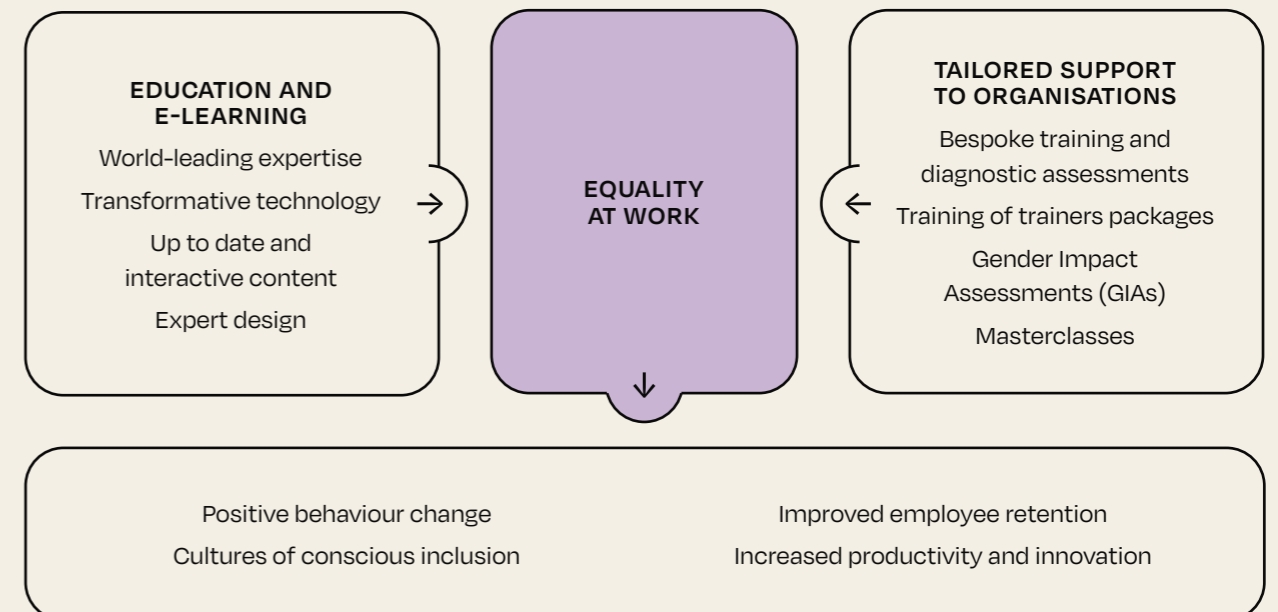 EDUCATION AND
E-LEARNING
World-leading expertise
Transformative technology
Up to date and
interactive content
Expert design
EQUALITY
AT WORK
TAILORED SUPPORT
TO ORGANISATIONS
Bespoke training and
diagnostic assessments
Training of trainers packages
Gender Impact
Assessments (GIAs)
Masterclasses
Positive behaviour change
Cultures of conscious inclusion
Improved employee retention
Increased productivity and innovation